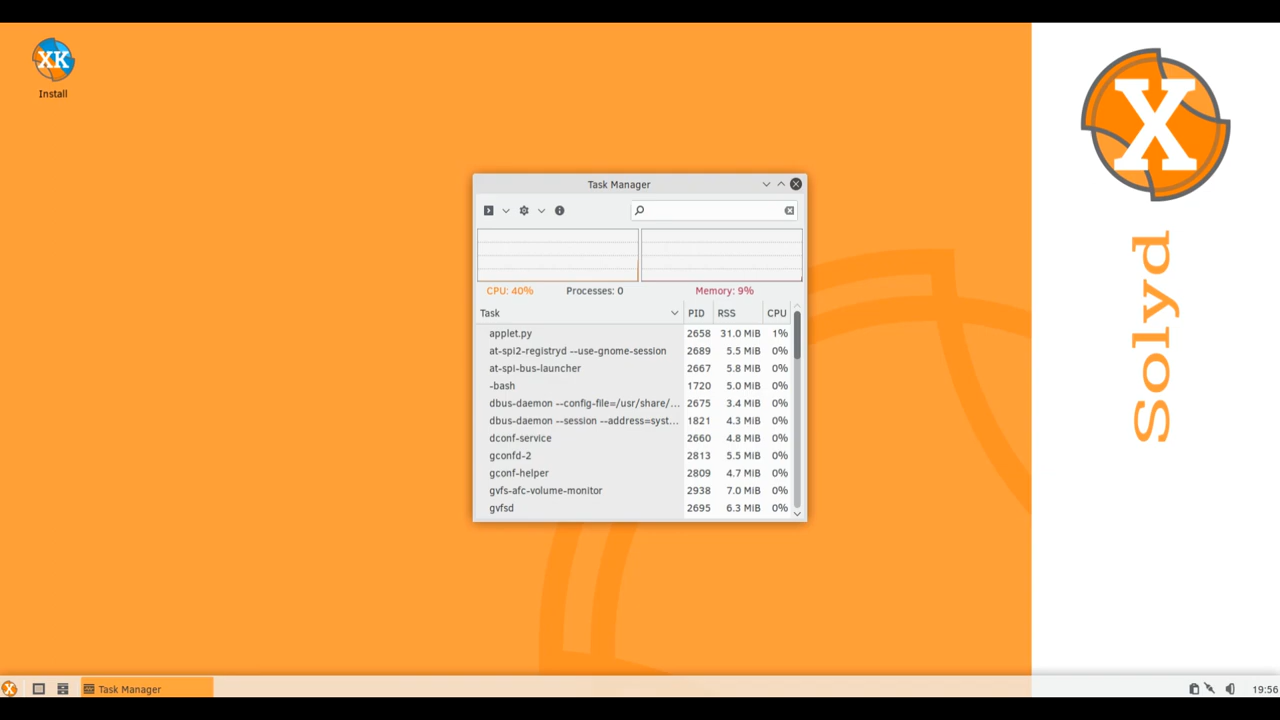 XK
Install
X
Solyd
Task Manager
CPU: 40% Processes: 0 Memory: 9%
Task PID RSS CPU
applet.py 2658 31.0 MiB 1%
at-spi2-registryd --use-gnome-session 2689 5.5 MiB 0%
at-spi-bus-launcher 2667 5.8 MiB 0%
-bash 1720 5.0 MiB 0%
dbus-daemon --config-file=/usr/share/... 2675 3.4 MiB 0%
dbus-daemon --session --address=syst... 1821 4.3 MiB 0%
dconf-service 2660 4.8 MiB 0%
gconfd-2 2813 5.5 MiB 0%
gconf-helper 2809 4.7 MiB 0%
gvfs-afc-volume-monitor 2938 7.0 MiB 0%
gvfsd 2695 6.3 MiB 0%
X Task Manager 19:56